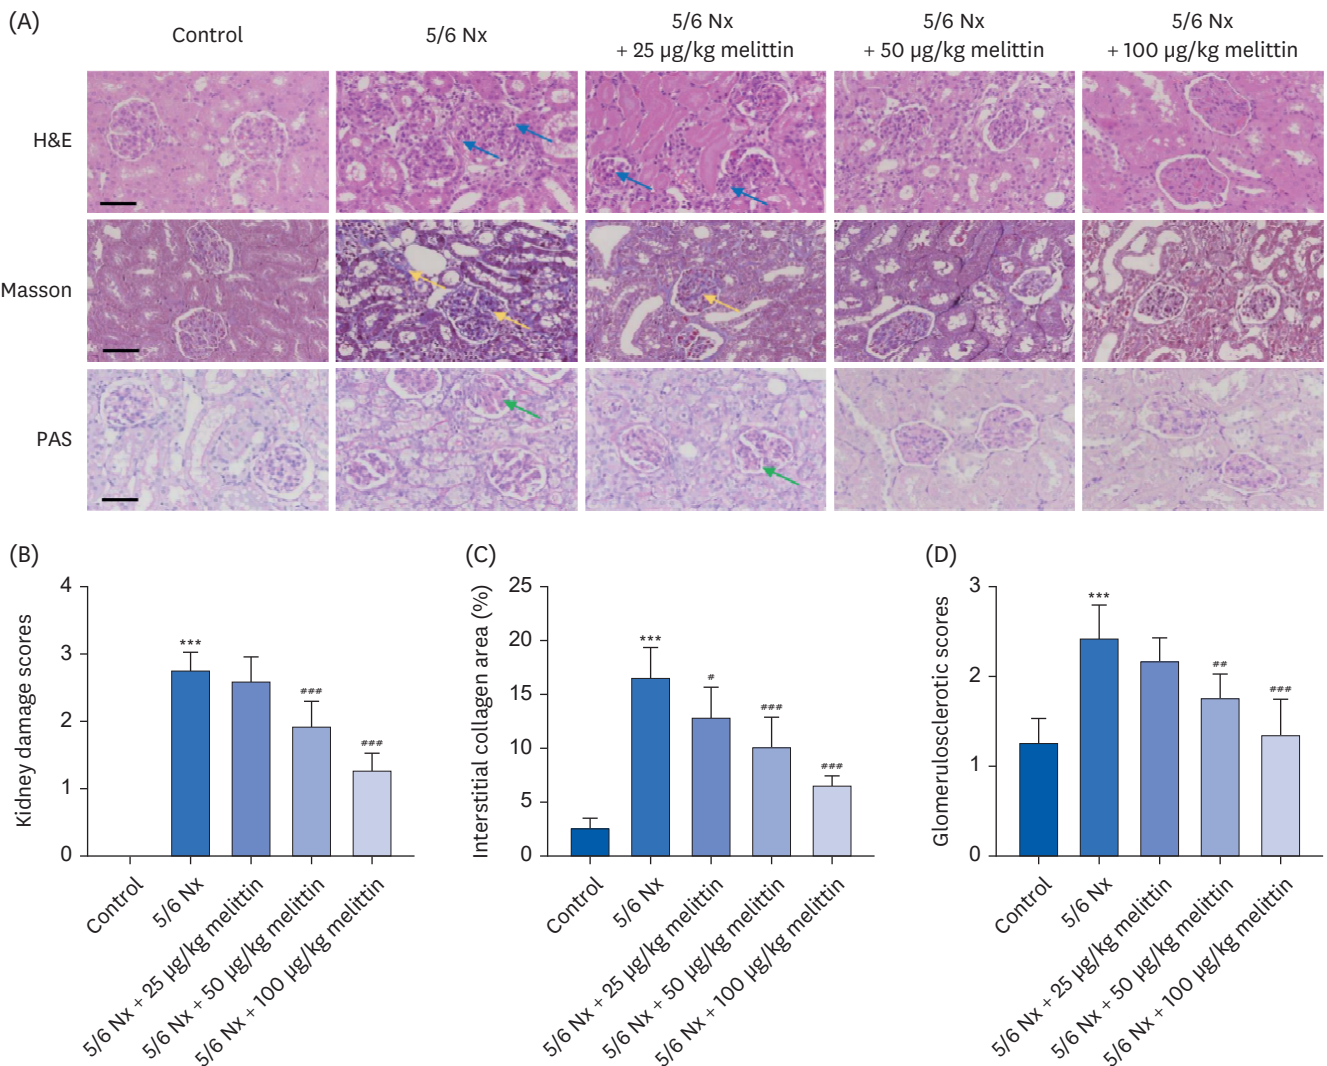 (A)
Control
5/6 Nx
5/6 Nx
+ 25 µg/kg melittin
5/6 Nx
+ 50 µg/kg melittin
5/6 Nx
+ 100 µg/kg melittin
H&E
Masson
PAS
(B)
Kidney damage scores
4
3
2
1
0
***
###
###
Control
5/6 Nx
5/6 Nx + 25 µg/kg melittin
5/6 Nx + 50 µg/kg melittin
5/6 Nx + 100 µg/kg melittin
(C)
Interstitial collagen area (%)
25
20
15
10
5
0
***
#
###
###
Control
5/6 Nx
5/6 Nx + 25 µg/kg melittin
5/6 Nx + 50 µg/kg melittin
5/6 Nx + 100 µg/kg melittin
(D)
Glomerulosclerotic scores
3
2
1
0
***
##
###
Control
5/6 Nx
5/6 Nx + 25 µg/kg melittin
5/6 Nx + 50 µg/kg melittin
5/6 Nx + 100 µg/kg melittin